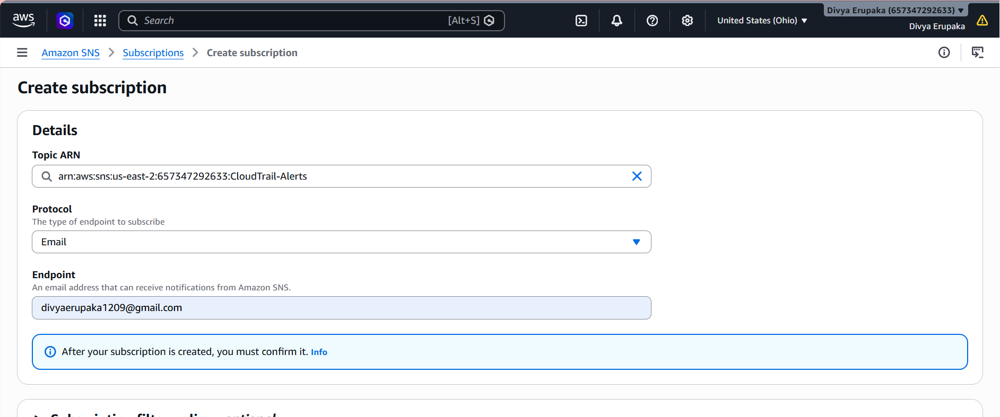 aws
Search [Alt+S]
United States (Ohio)
Divya Erupaka (657347292633)
Divya Erupaka
Amazon SNS > Subscriptions > Create subscription
Create subscription
Details
Topic ARN
arn:aws:sns:us-east-2:657347292633:CloudTrail-Alerts
Protocol
The type of endpoint to subscribe
Email
Endpoint
An email address that can receive notifications from Amazon SNS.
divyaerupaka1209@gmail.com
After your subscription is created, you must confirm it. Info